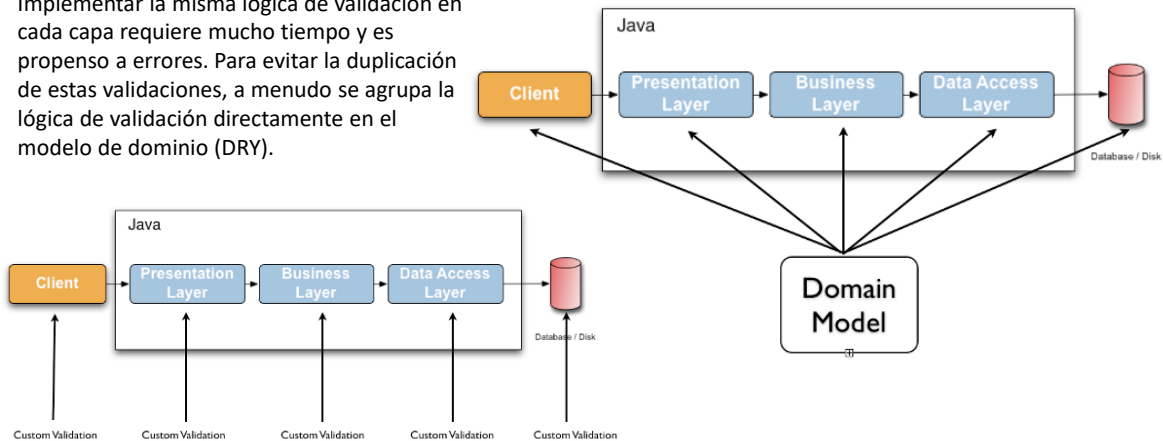 Implementar la misma lógica de validación en
cada capa requiere mucho tiempo y es
propenso a errores. Para evitar la duplicación
de estas validaciones, a menudo se agrupa la
lógica de validación directamente en el
modelo de dominio (DRY).
Java
Client
Presentation
Layer
Business
Layer
Data Access
Layer
Database / Disk
Domain
Model
Java
Client
Presentation
Layer
Business
Layer
Data Access
Layer
Database / Disk
Custom Validation
Custom Validation
Custom Validation
Custom Validation
Custom Validation